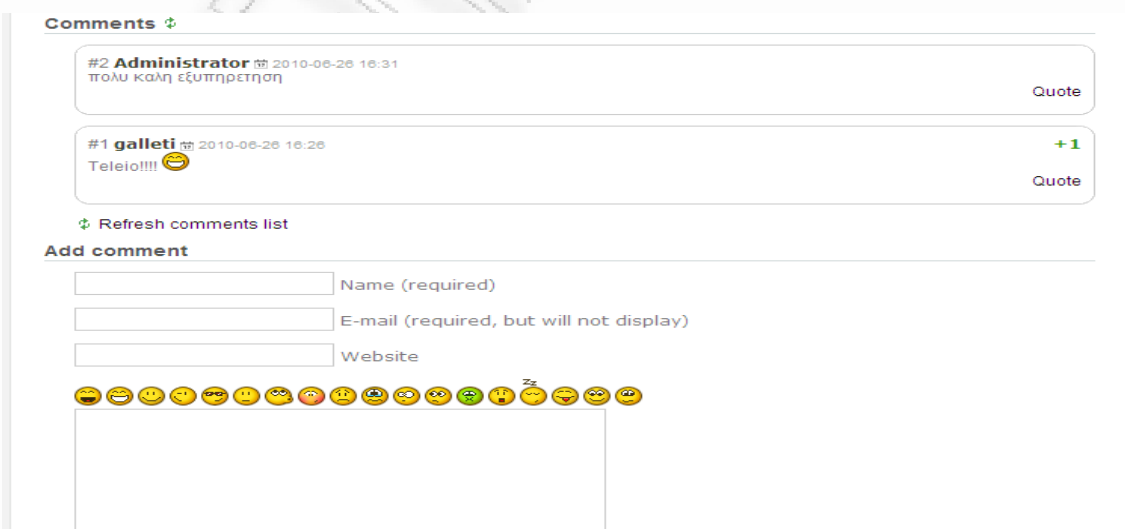 Comments
#2 Administrator 2010-06-26 16:31
πολυ καλη εξυπηρετηση
Quote
#1 galleti 2010-06-26 16:26 +1
Teleio!!!!
Quote
Refresh comments list
Add comment
Name (required)
E-mail (required, but will not display)
Website
Zz